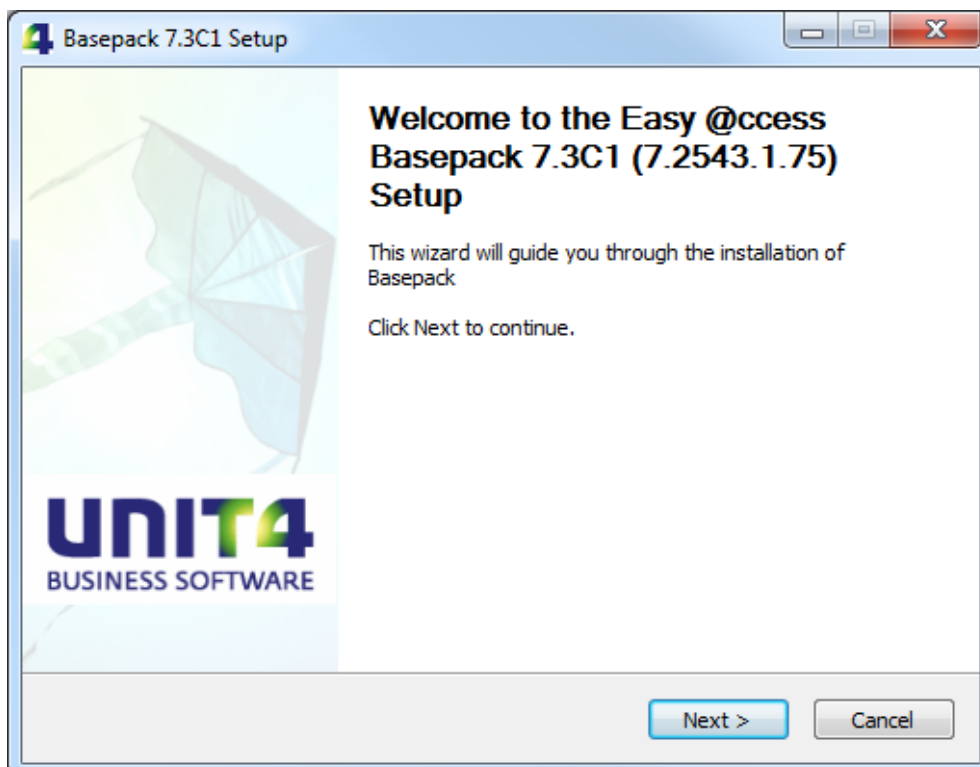 Basepack 7.3C1 Setup
Welcome to the Easy @ccess
Basepack 7.3C1 (7.2543.1.75)
Setup
This wizard will guide you through the installation of
Basepack
Click Next to continue.
UNIT4
BUSINESS SOFTWARE
Next >
Cancel